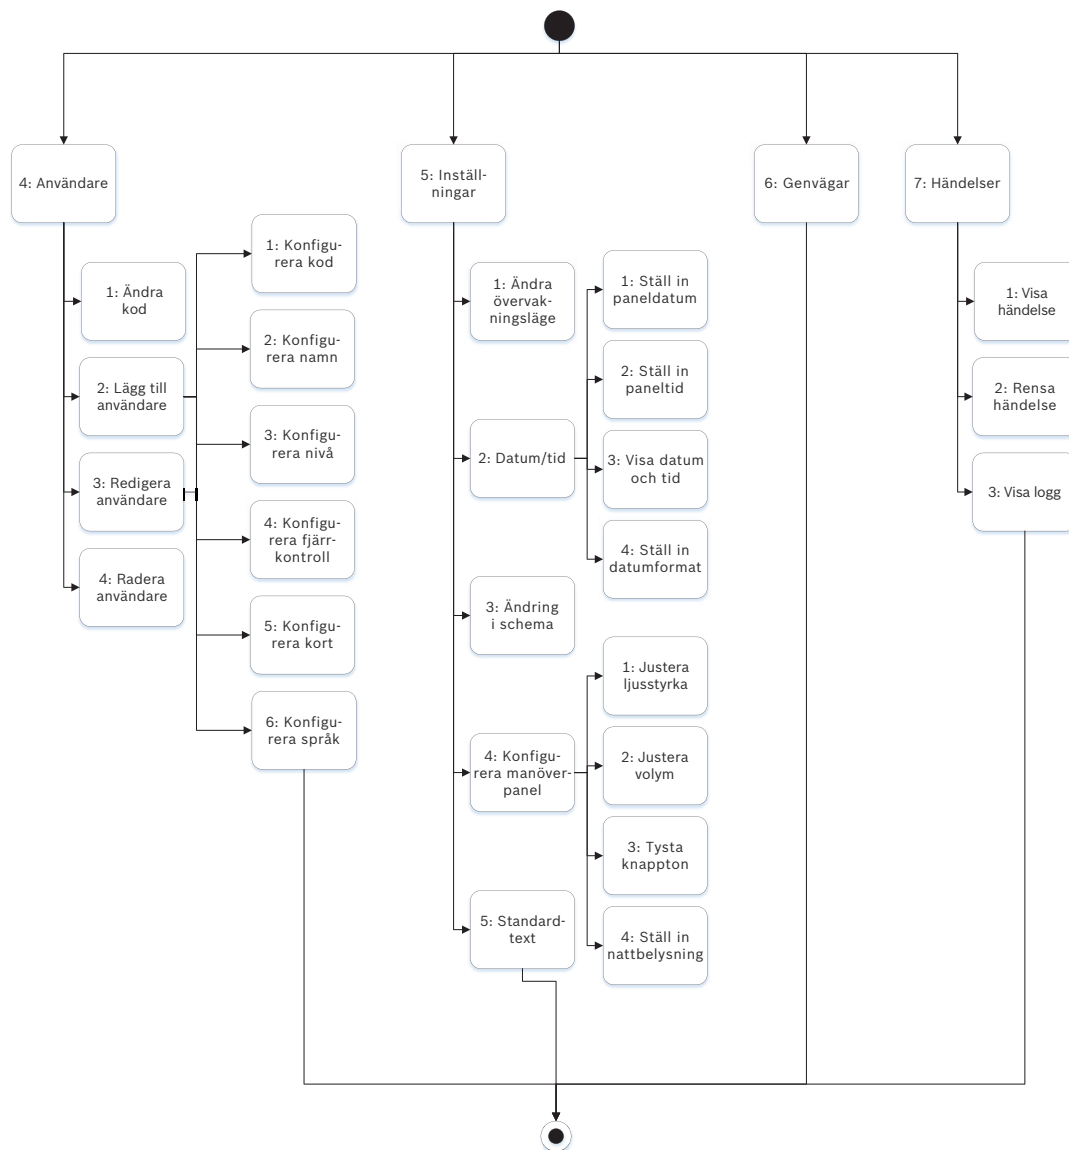 4: Användare
5: Inställ-
ningar
6: Genvägar
7: Händelser
1: Ändra
kod
2: Lägg till
användare
3: Redigera
användare
4: Radera
användare
1: Konfigu-
rera kod
2: Konfigu-
rera namn
3: Konfigu-
rera nivå
4: Konfigu-
rera fjärr-
kontroll
5: Konfigu-
rera kort
6: Konfigu-
rera språk
1: Ändra
övervak-
ningsläge
2: Datum/tid
3: Ändring
i schema
4: Konfigu-
rera manöver-
panel
5: Standard-
text
1: Ställ in
paneldatum
2: Ställ in
paneltid
3: Visa datum
och tid
4: Ställ in
datumformat
1: Justera
ljusstyrka
2: Justera
volym
3: Tysta
knappton
4: Ställ in
nattbelysning
1: Visa
händelse
2: Rensa
händelse
3: Visa logg